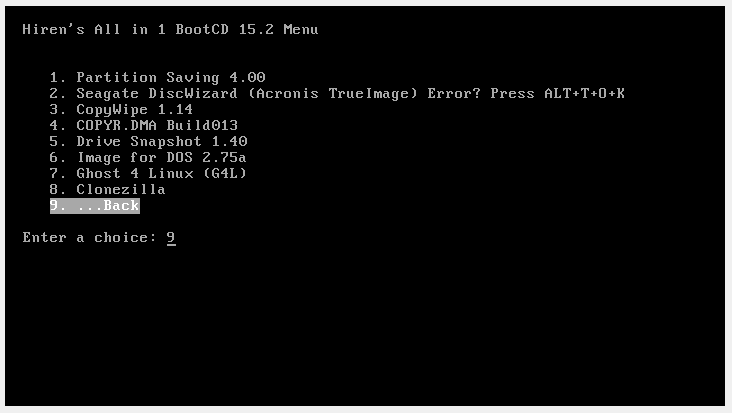 Hiren's All in 1 BootCD 15.2 Menu
1. Partition Saving 4.00
2. Seagate DiscWizard (Acronis TrueImage) Error? Press ALT+T+O+K
3. CopyWipe 1.14
4. COPYR.DMA Build013
5. Drive Snapshot 1.40
6. Image for DOS 2.75a
7. Ghost 4 Linux (G4L)
8. Clonezilla
9. ...Back
Enter a choice: 9